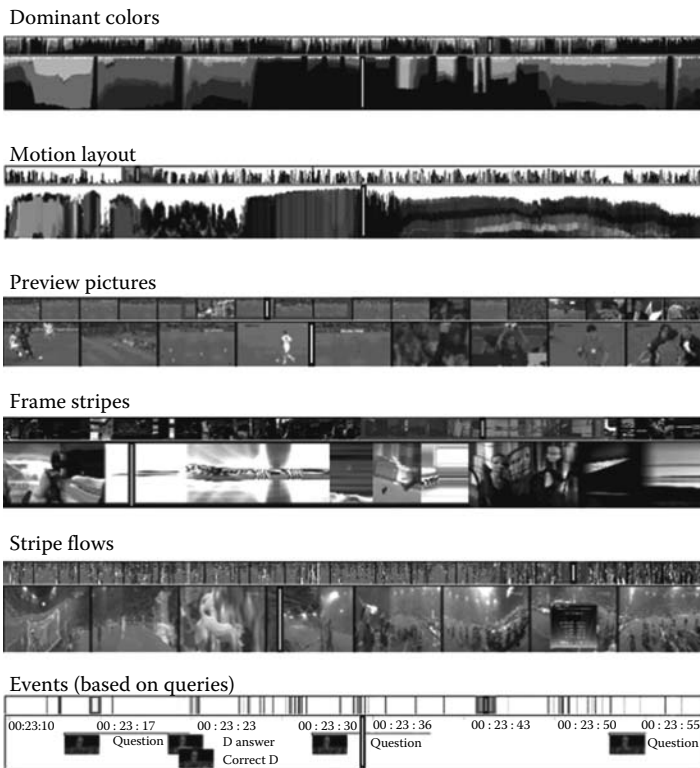 Dominant colors
Motion layout
Preview pictures
Frame stripes
Stripe flows
Events (based on queries)
00:23:10 00 : 23 : 17 00 : 23 : 23 00 : 23 : 30 00 : 23 : 36 00 : 23 : 43 00 : 23 : 50 00 : 23 : 55
Question D answer Question Question
Correct D